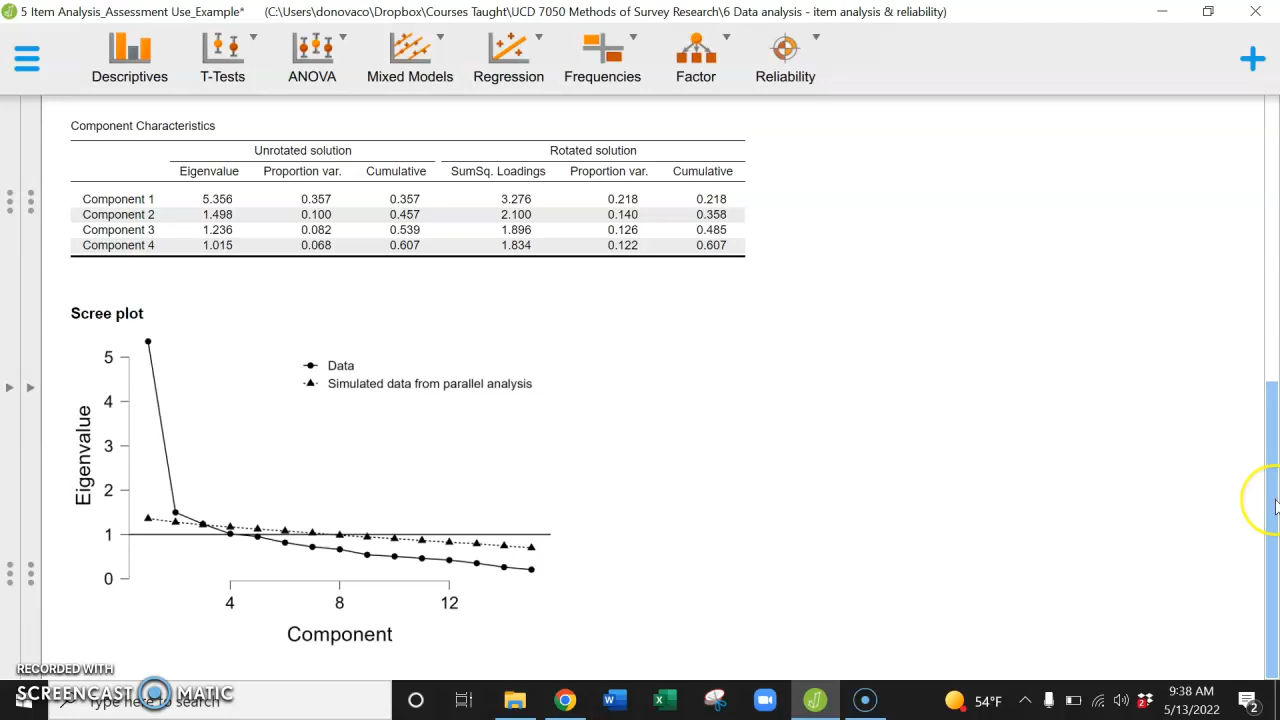 5 Item Analysis_Assessment Use_Example* (C:\Users\donovaco\Dropbox\Courses Taught\UCD 7050 Methods of Survey Research\6 Data analysis - item analysis & reliability)
Descriptives T-Tests ANOVA Mixed Models Regression Frequencies Factor Reliability
Component Characteristics
Unrotated solution Rotated solution
Eigenvalue Proportion var. Cumulative SumSq. Loadings Proportion var. Cumulative
Component 1 5.356 0.357 0.357 3.276 0.218 0.218
Component 2 1.498 0.100 0.457 2.100 0.140 0.358
Component 3 1.236 0.082 0.539 1.896 0.126 0.485
Component 4 1.015 0.068 0.607 1.834 0.122 0.607
Scree plot
Data
Simulated data from parallel analysis
5
4
3
2
1
0
Eigenvalue
4 8 12
Component
RECORDED WITH
SCREENCAST MATIC
Type here to search
54°F
9:38 AM
5/13/2022
2